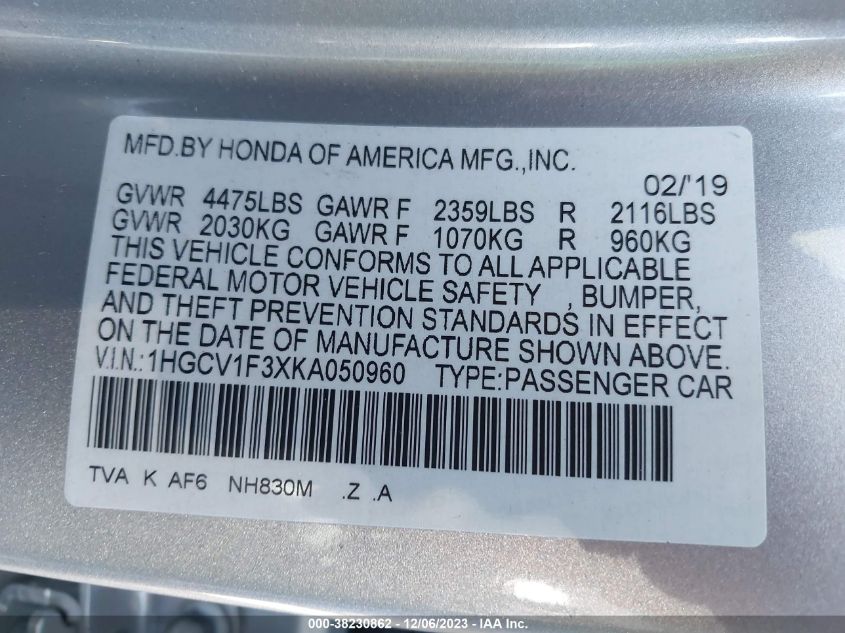 MFD.BY HONDA OF AMERICA MFG.,INC.
02/'19
GVWR 4475LBS GAWR F 2359LBS R 2116LBS
GVWR 2030KG GAWR F 1070KG R 960KG
THIS VEHICLE CONFORMS TO ALL APPLICABLE
FEDERAL MOTOR VEHICLE SAFETY , BUMPER,
AND THEFT PREVENTION STANDARDS IN EFFECT
ON THE DATE OF MANUFACTURE SHOWN ABOVE.
V.I.N.:1HGCV1F3XKA050960 TYPE:PASSENGER CAR
TVA K AF6 NH830M .Z .A
000-38230862 - 12/06/2023 - IAAI.COM